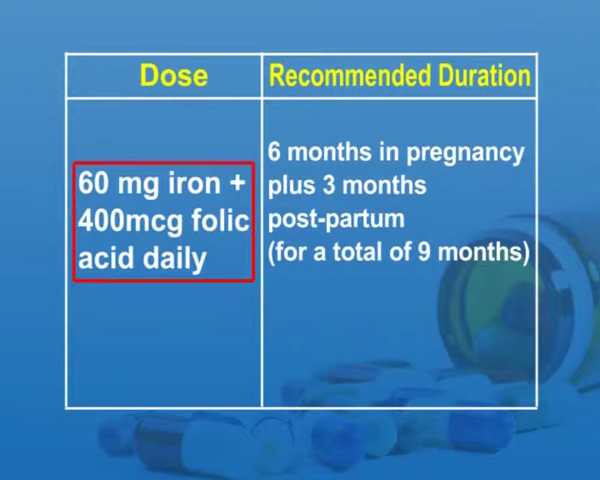 Dose
Recommended Duration
60 mg iron +
400mcg folic
acid daily
6 months in pregnancy
plus 3 months
post-partum
(for a total of 9 months)